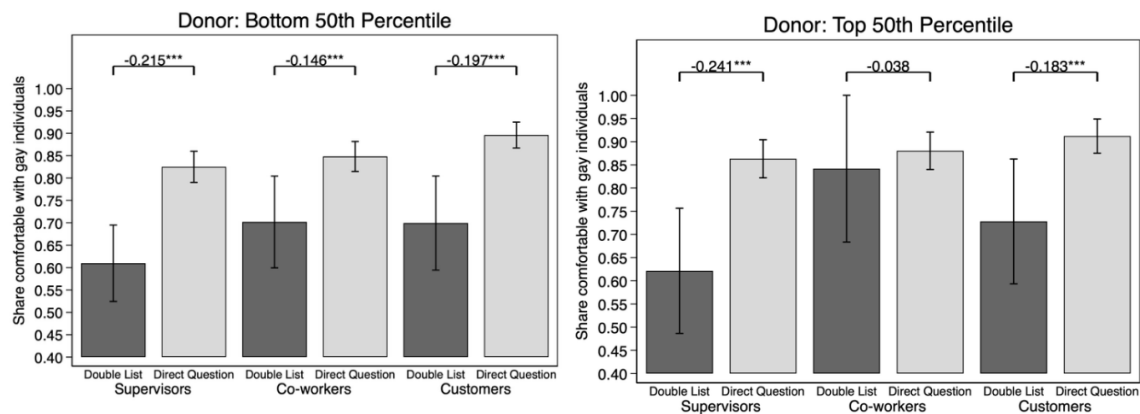 Donor: Bottom 50th Percentile
Share comfortable with gay individuals
-0.215*** -0.146*** -0.197***
1.00
0.95
0.90
0.85
0.80
0.75
0.70
0.65
0.60
0.55
0.50
0.45
0.40
Double List Direct Question Double List Direct Question Double List Direct Question
Supervisors Co-workers Customers
Donor: Top 50th Percentile
Share comfortable with gay individuals
-0.241*** -0.038 -0.183***
1.00
0.95
0.90
0.85
0.80
0.75
0.70
0.65
0.60
0.55
0.50
0.45
0.40
Double List Direct Question Double List Direct Question Double List Direct Question
Supervisors Co-workers Customers